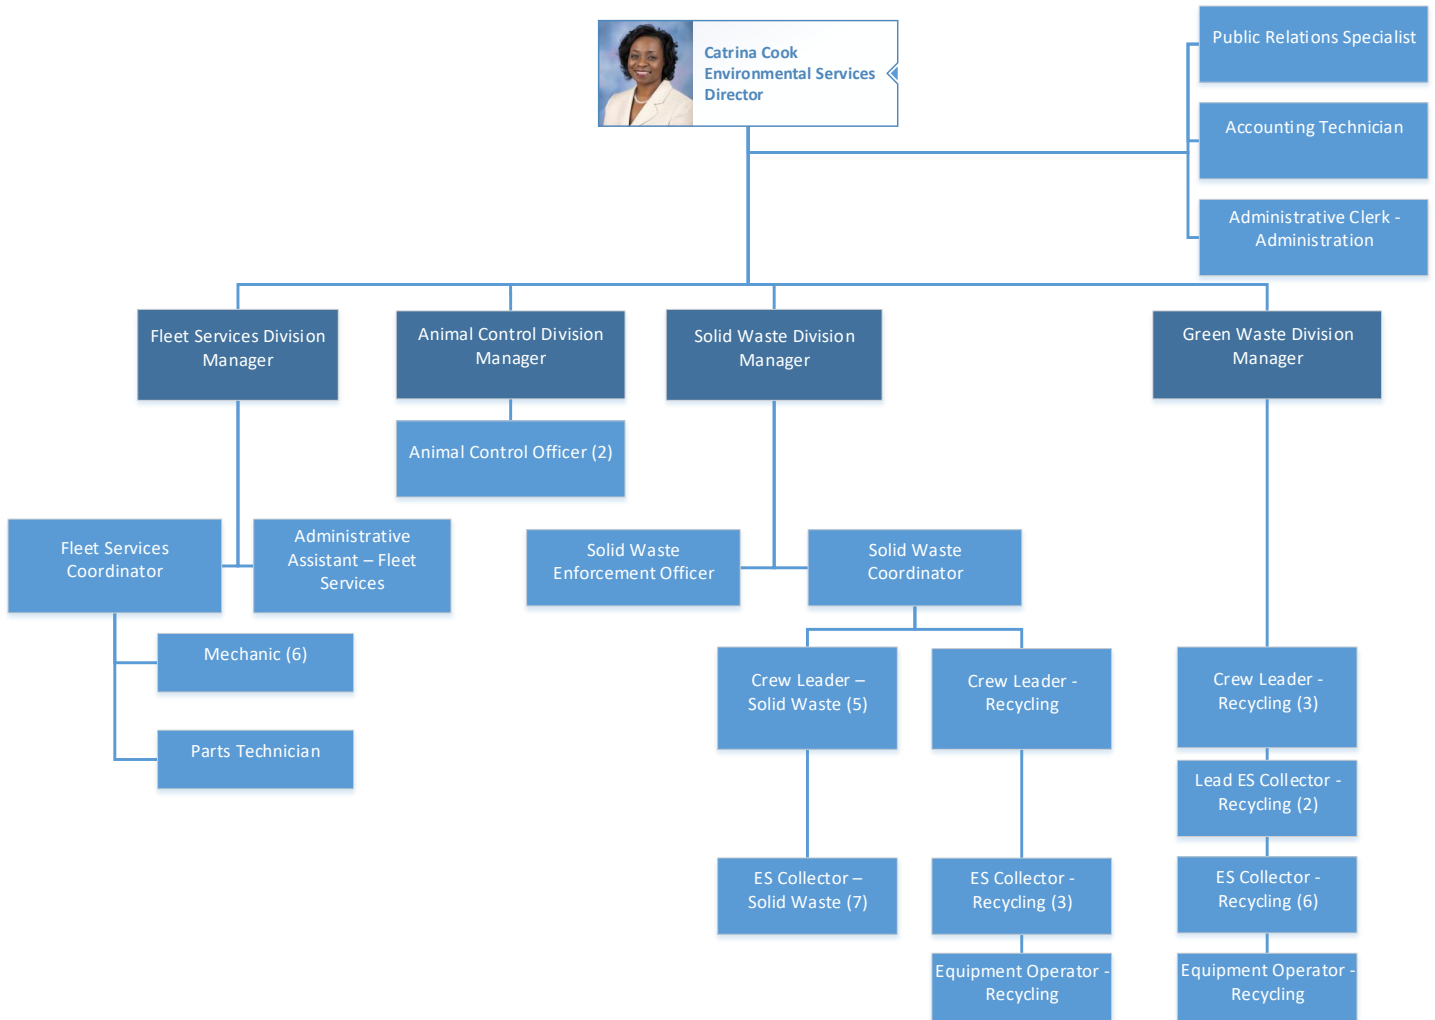 Catrina Cook
Environmental Services
Director
Public Relations Specialist
Accounting Technician
Administrative Clerk -
Administration
Fleet Services Division
Manager
Animal Control Division
Manager
Solid Waste Division
Manager
Green Waste Division
Manager
Animal Control Officer (2)
Fleet Services
Coordinator
Administrative
Assistant – Fleet
Services
Solid Waste
Enforcement Officer
Solid Waste
Coordinator
Mechanic (6)
Parts Technician
Crew Leader –
Solid Waste (5)
Crew Leader -
Recycling
Crew Leader -
Recycling (3)
Lead ES Collector -
Recycling (2)
ES Collector –
Solid Waste (7)
ES Collector -
Recycling (3)
ES Collector -
Recycling (6)
Equipment Operator -
Recycling
Equipment Operator -
Recycling